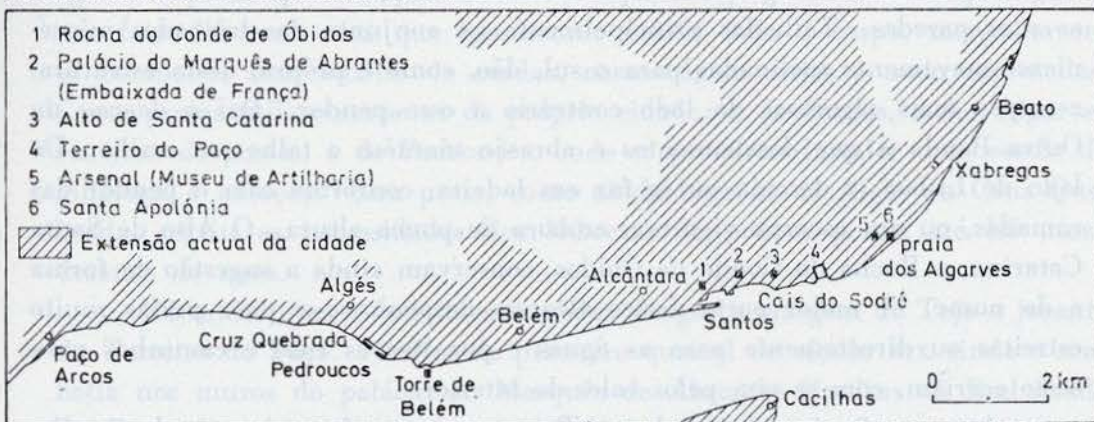 1 Rocha do Conde de Óbidos
2 Palácio do Marquês de Abrantes
(Embaixada de França)
3 Alto de Santa Catarina
4 Terreiro do Paço
5 Arsenal (Museu de Artilharia)
6 Santa Apolónia
Extensão actual da cidade
Beato
Xabregas
5 6
praia
dos Algarves
1 2 3 4
Alcântara
Cais do Sodré
Santos
Algés
Belém
Cruz Quebrada
Pedrouços
Paço de
Arcos
Torre de
Belém
Cacilhas
0 2 km